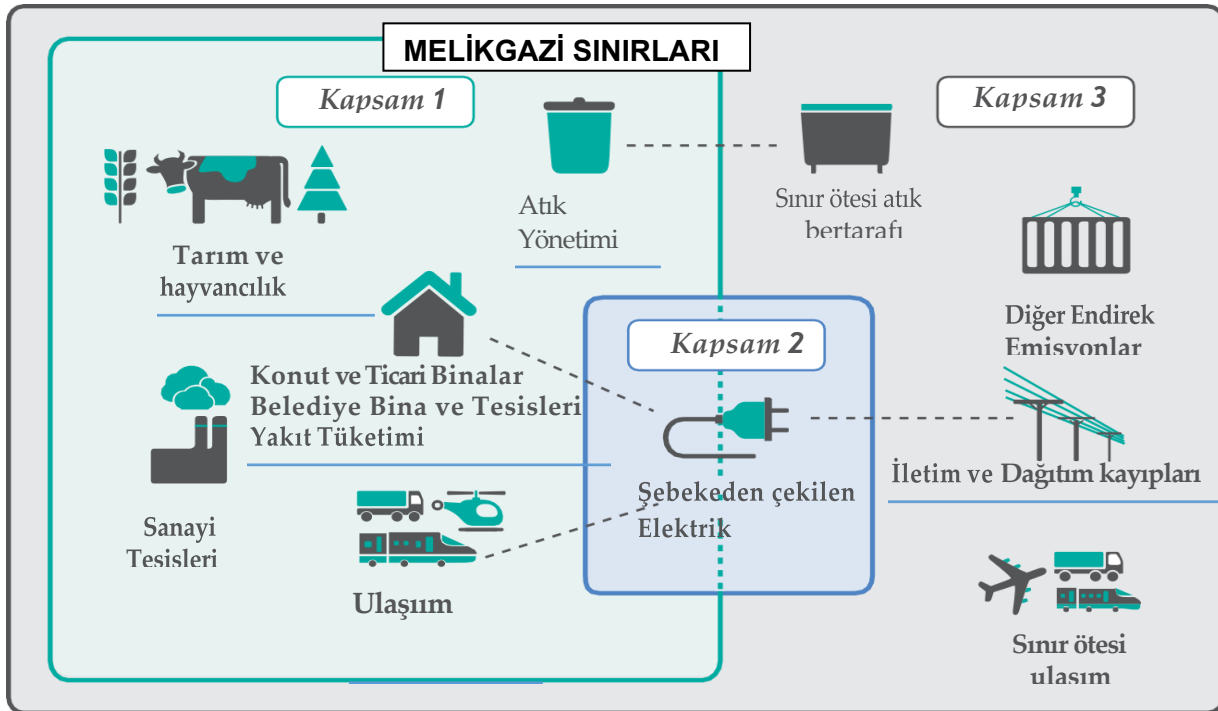 MELİKGAZİ SINIRLARI
Kapsam 1
Kapsam 3
Atık
Yönetimi
Sınır ötesi atık
bertarafı
Tarım ve
hayvancılık
Diğer Endirek
Emisyonlar
Kapsam 2
Konut ve Ticari Binalar
Belediye Bina ve Tesisleri
Yakıt Tüketimi
Şebekeden çekilen
Elektrik
İletim ve Dağıtım kayıpları
Sanayi
Tesisleri
Ulaşıım
Sınır ötesi
ulaşım